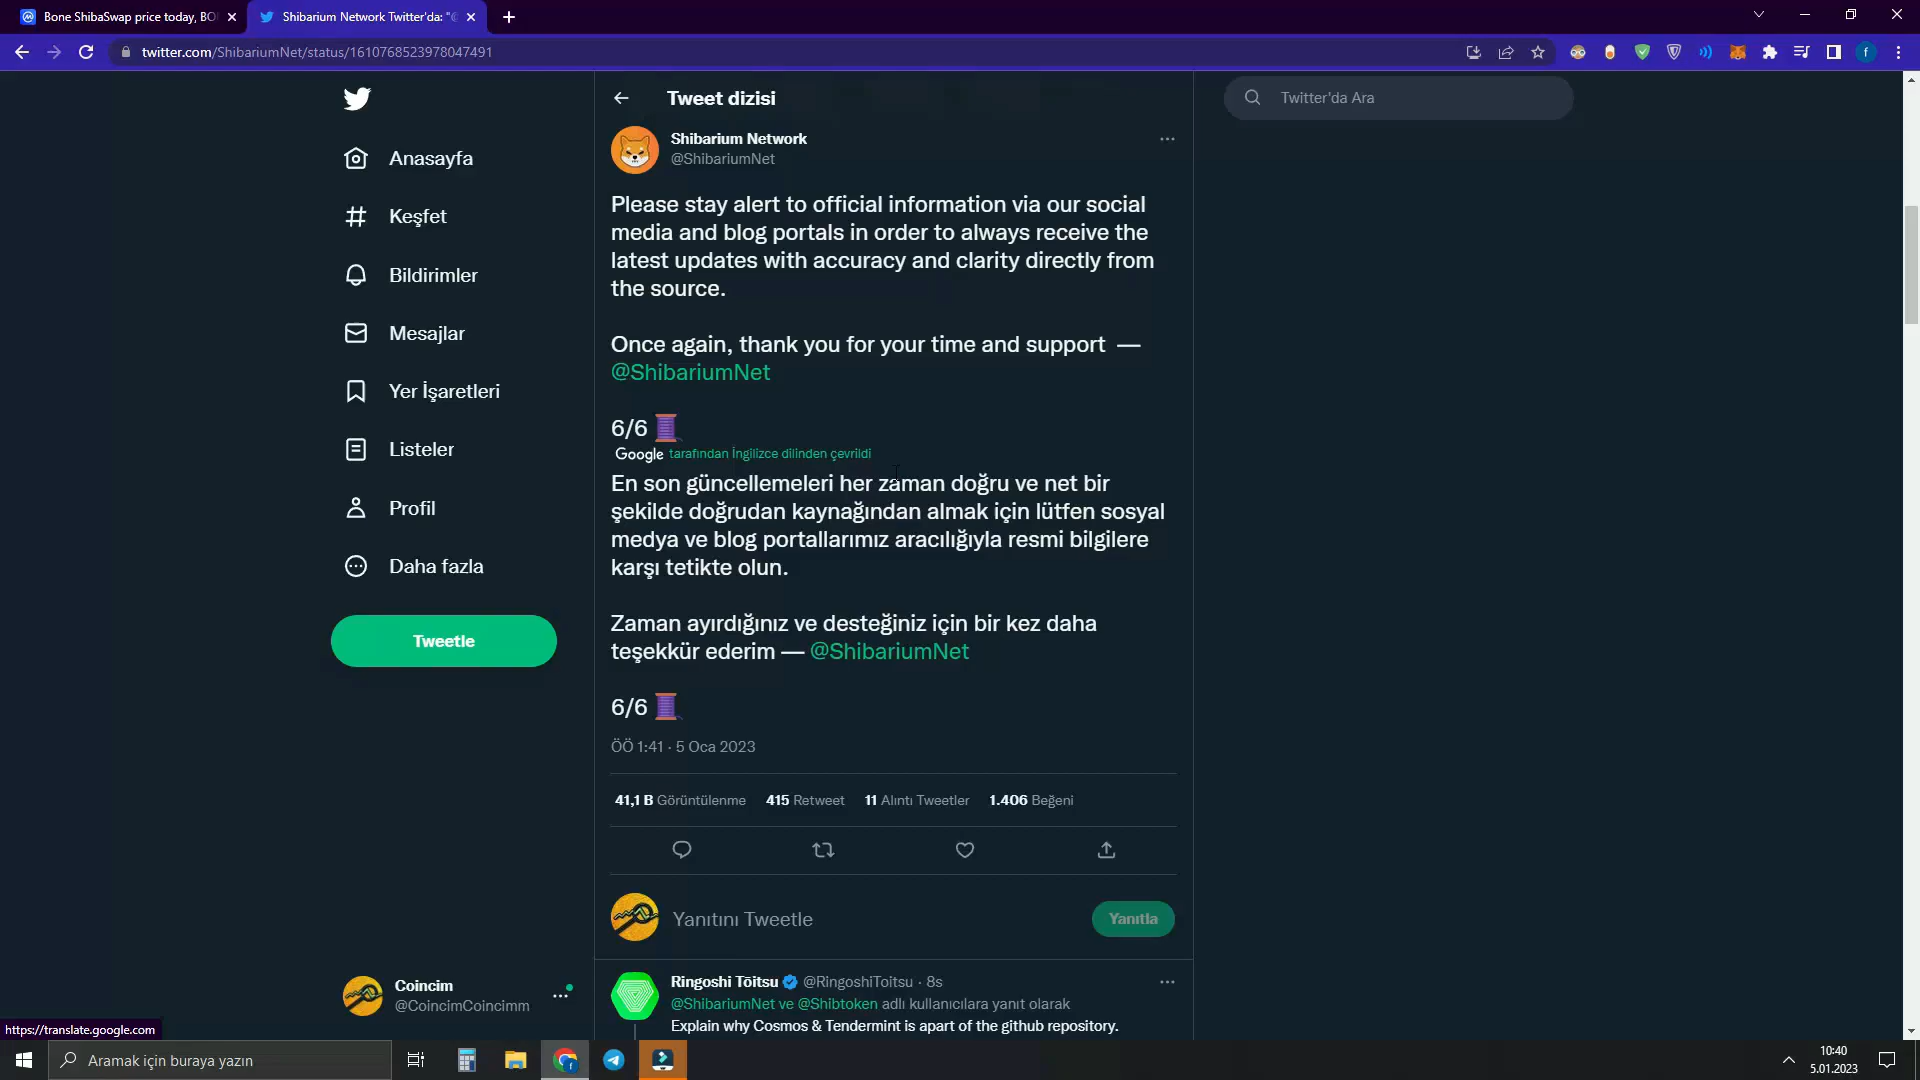 Bone ShibaSwap price today, BO
Shibarium Network Twitter'da: "@
twitter.com/ShibariumNet/status/1610768523978047491
Tweet dizisi
Twitter'da Ara
Anasayfa
Keşfet
Bildirimler
Mesajlar
Yer İşaretleri
Listeler
Profil
Daha fazla
Tweetle
Shibarium Network
@ShibariumNet
Please stay alert to official information via our social
media and blog portals in order to always receive the
latest updates with accuracy and clarity directly from
the source.
Once again, thank you for your time and support —
@ShibariumNet
6/6
Google tarafından İngilizce dilinden çevrildi
En son güncellemeleri her zaman doğru ve net bir
şekilde doğrudan kaynağından almak için lütfen sosyal
medya ve blog portallarımız aracılığıyla resmi bilgilere
karşı tetikte olun.
Zaman ayırdığınız ve desteğiniz için bir kez daha
teşekkür ederim — @ShibariumNet
6/6
ÖÖ 1:41 · 5 Oca 2023
41,1 B Görüntülenme 415 Retweet 11 Alıntı Tweetler 1.406 Beğeni
Yanıtını Tweetle
Yanıtla
Ringoshi Tōitsu @RingoshiToitsu · 8s
@ShibariumNet ve @Shibtoken adlı kullanıcılara yanıt olarak
Explain why Cosmos & Tendermint is apart of the github repository.
Coincim
@CoincimCoincimm
https://translate.google.com
Aramak için buraya yazın
10:40
5.01.2023